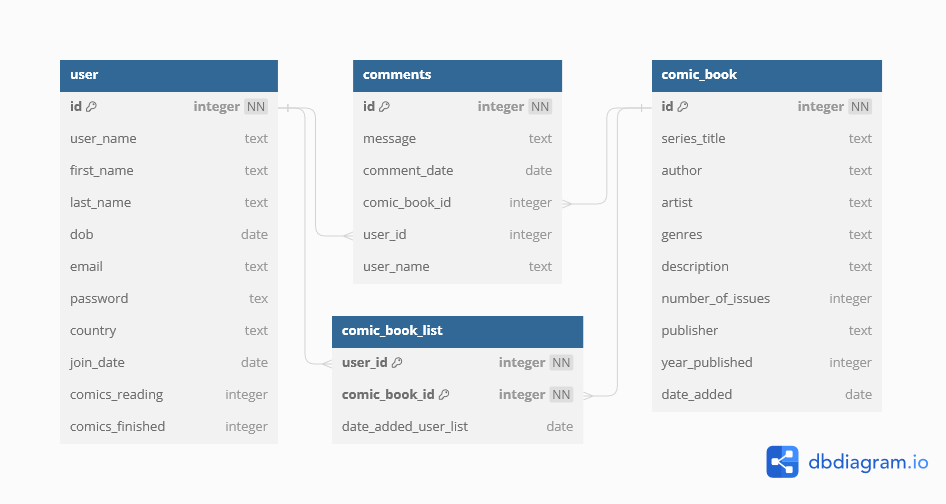 user
id integer NN
user_name text
first_name text
last_name text
dob date
email text
password tex
country text
join_date date
comics_reading integer
comics_finished integer
comments
id integer NN
message text
comment_date date
comic_book_id integer
user_id integer
user_name text
comic_book_list
user_id integer NN
comic_book_id integer NN
date_added_user_list date
comic_book
id integer NN
series_title text
author text
artist text
genres text
description text
number_of_issues integer
publisher text
year_published integer
date_added date
dbdiagram.io